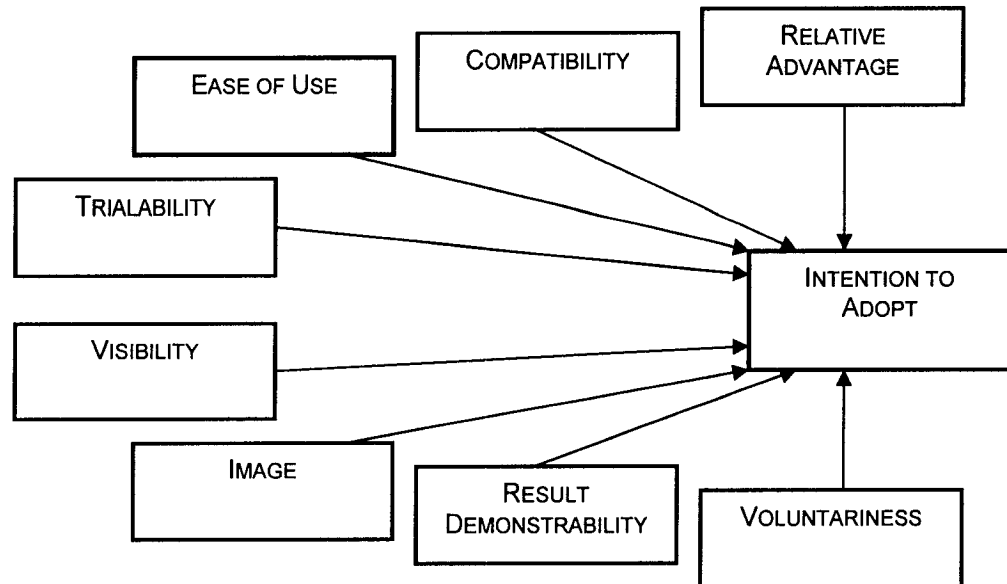 RELATIVE
ADVANTAGE
COMPATIBILITY
EASE OF USE
TRIALABILITY
INTENTION TO
ADOPT
VISIBILITY
IMAGE
RESULT
DEMONSTRABILITY
VOLUNTARINESS